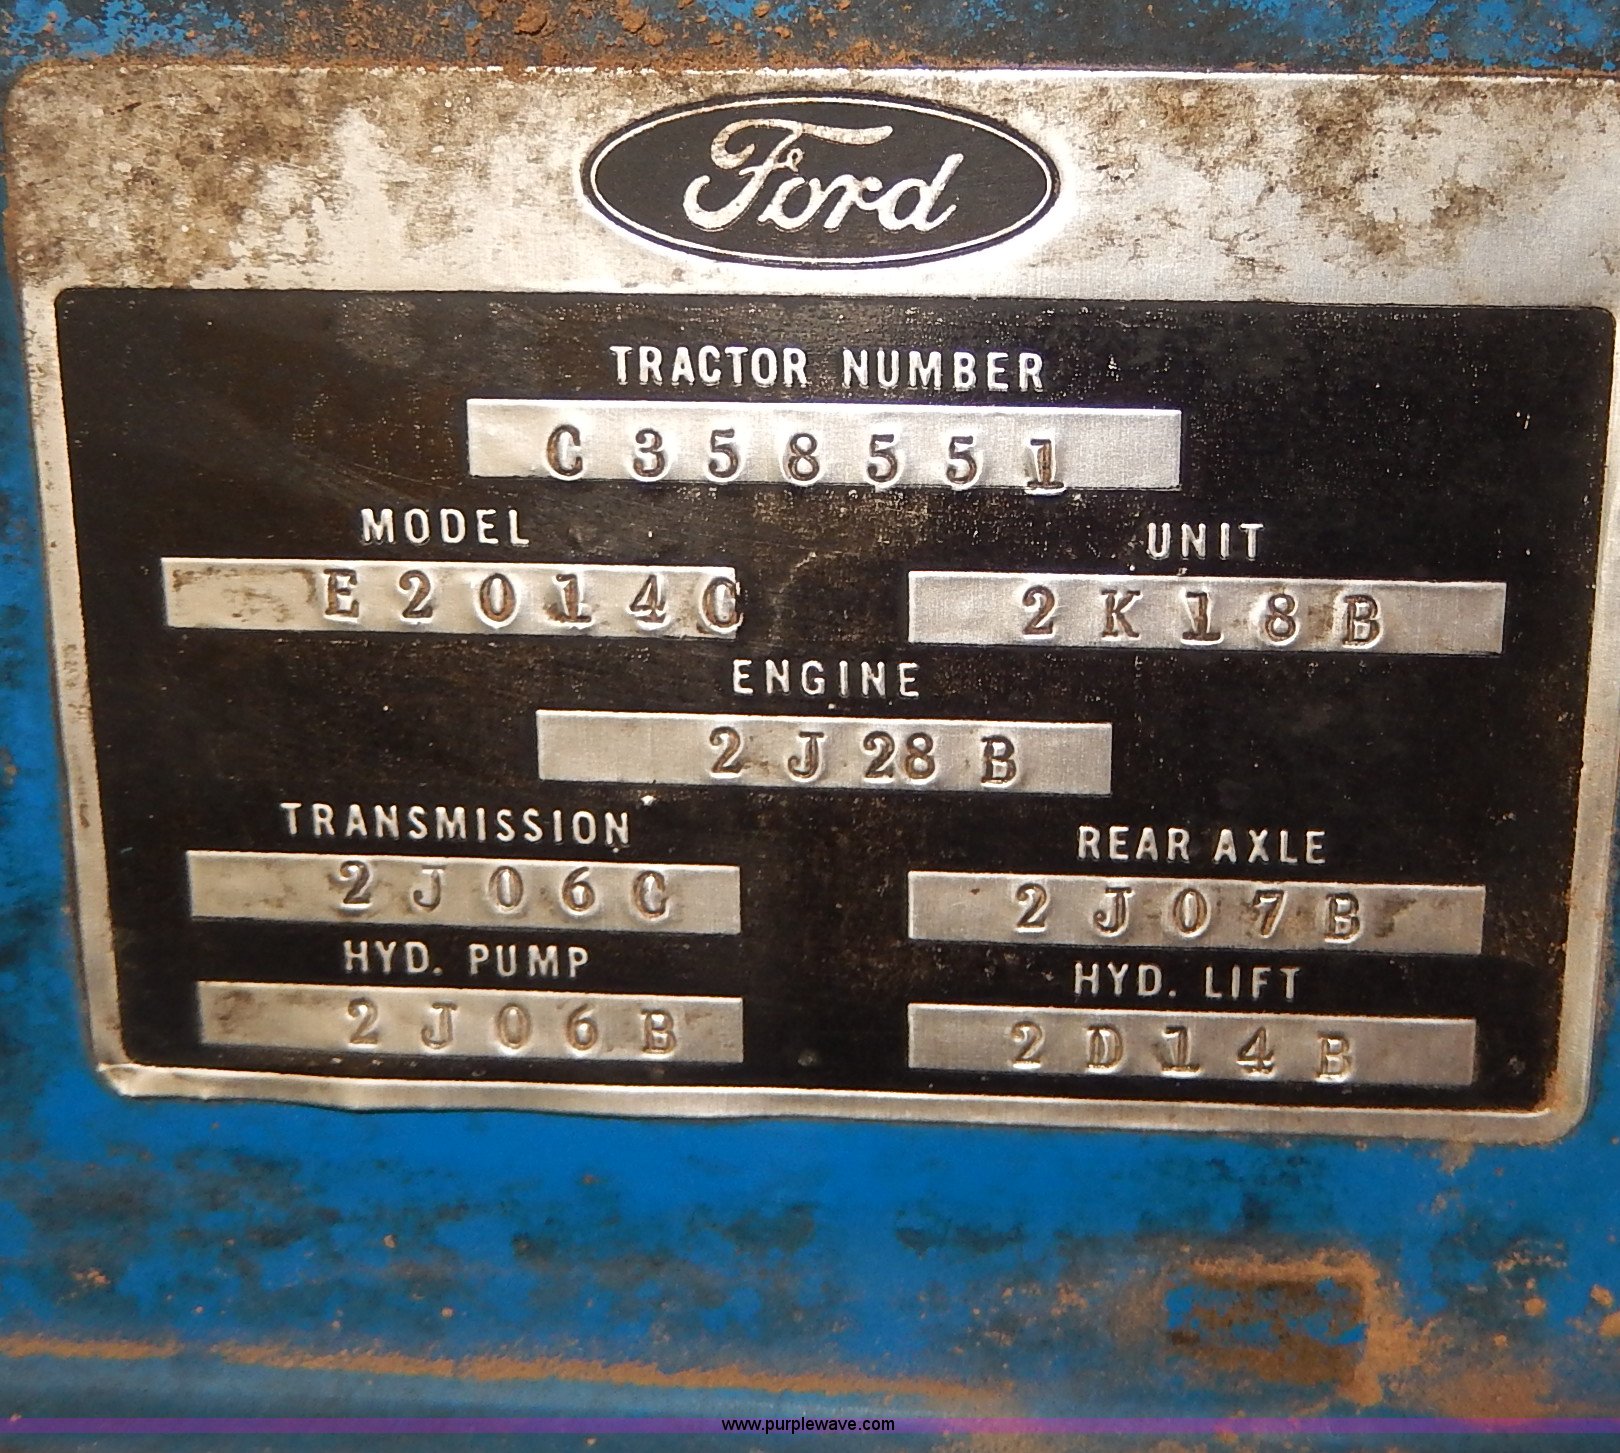 Ford
TRACTOR NUMBER
C358551
MODEL UNIT
E2014C 2K18B
ENGINE
2J28B
TRANSMISSION REAR AXLE
2J06C 2J07B
HYD. PUMP HYD. LIFT
2J06B 2D14B
www.purplewave.com